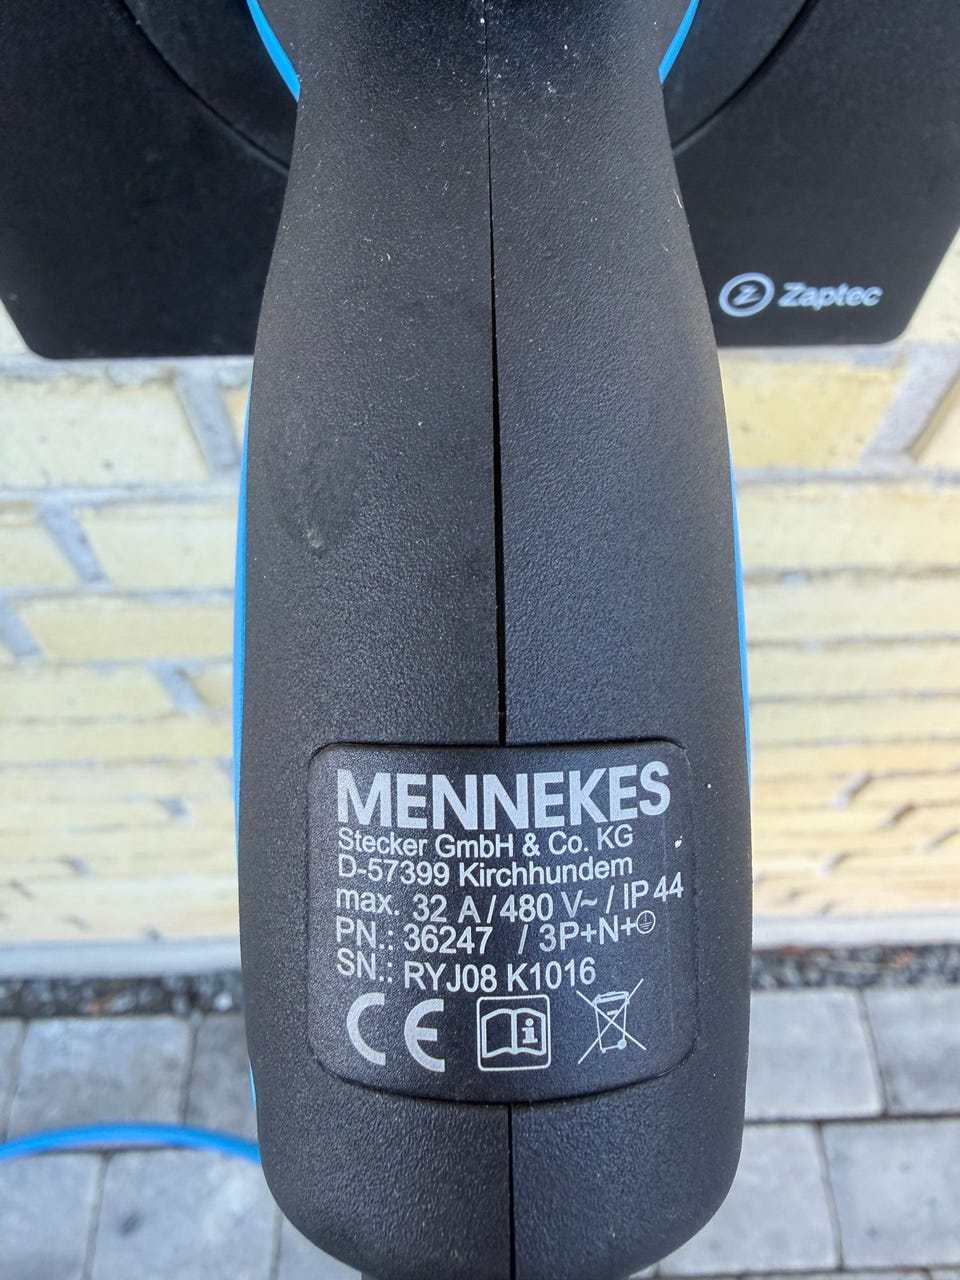 Zaptec
MENNEKES
Stecker GmbH & Co. KG
D-57399 Kirchhundem
max. 32 A / 480 V~ / IP 44
PN.: 36247 / 3P+N+⏚
SN.: RYJ08 K1016
CE